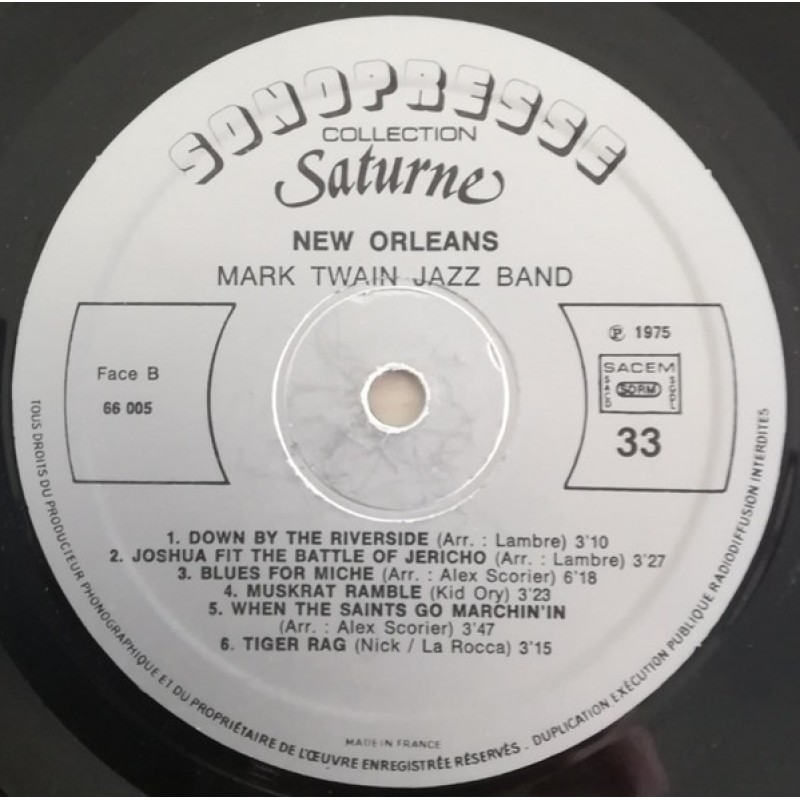 SONOPRESSE
COLLECTION
Saturne
NEW ORLEANS
MARK TWAIN JAZZ BAND
Face B
66 005
Ⓟ 1975
SACEM
SACD
SDRM
SGDL
33
1. DOWN BY THE RIVERSIDE (Arr. : Lambre) 3'10
2. JOSHUA FIT THE BATTLE OF JERICHO (Arr. : Lambre) 3'27
3. BLUES FOR MICHE (Arr. : Alex Scorier) 6'18
4. MUSKRAT RAMBLE (Kid Ory) 3'23
5. WHEN THE SAINTS GO MARCHIN'IN
(Arr. : Alex Scorier) 3'47
6. TIGER RAG (Nick / La Rocca) 3'15
MADE IN FRANCE
TOUS DROITS DU PRODUCTEUR PHONOGRAPHIQUE ET DU PROPRIÉTAIRE DE L'ŒUVRE ENREGISTRÉE RÉSERVÉS . DUPLICATION EXÉCUTION PUBLIQUE RADIODIFFUSION INTERDITES